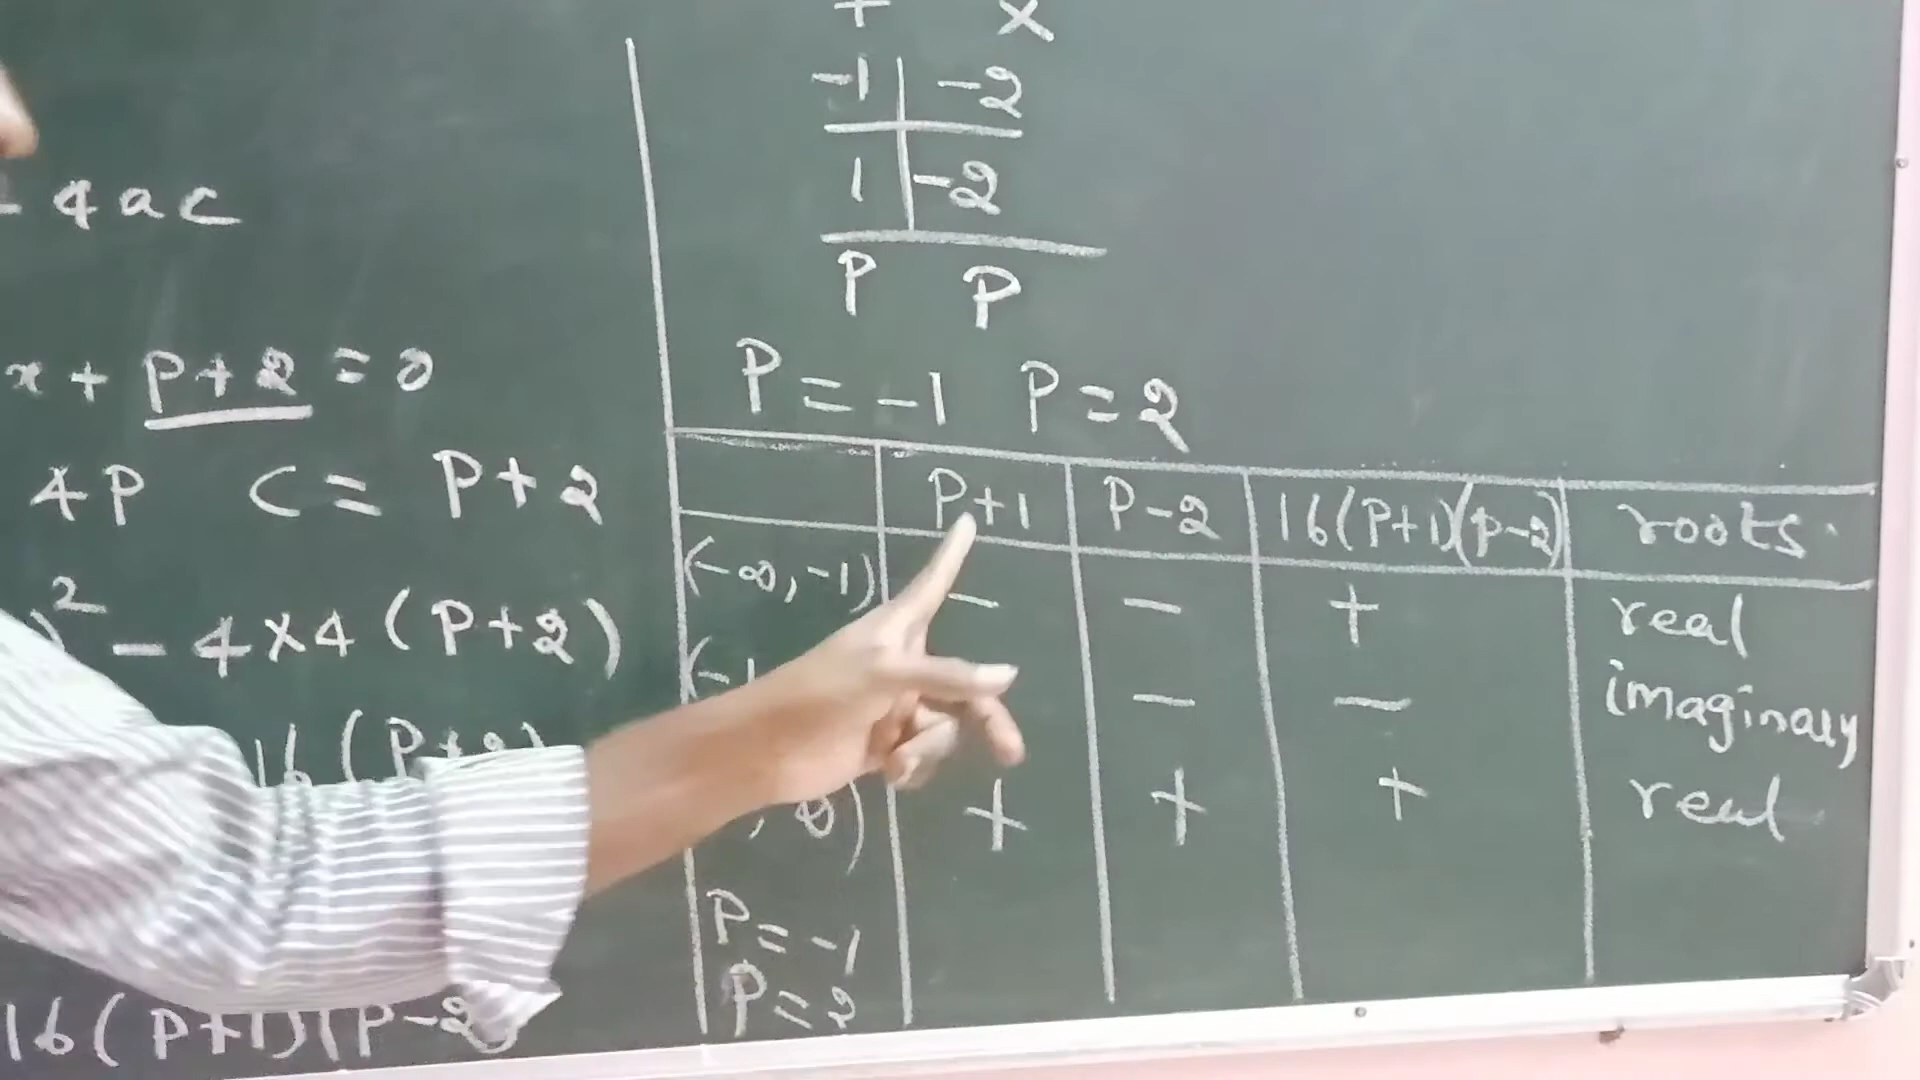 - 4ac
x + P+2 = 0
4P C = P+2
)² - 4×4 (P+2)
16 (P+2)
16 (P+1)(P-2)
+ ×
-1 -2
1 -2
P P
P = -1 P = 2
P+1 P-2 16(P+1)(P-2) roots
(-∞, -1) - - + real
(-1 - - imaginary
, ∞) + + + real
P = -1
P = 2